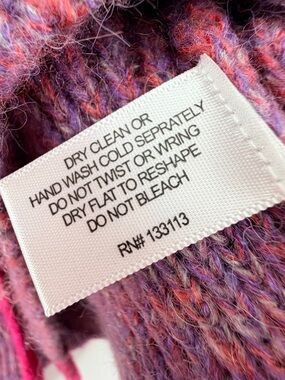 DRY CLEAN OR
HAND WASH COLD SEPRATELY
DO NOT TWIST OR WRING
DRY FLAT TO RESHAPE
DO NOT BLEACH
RN# 133113